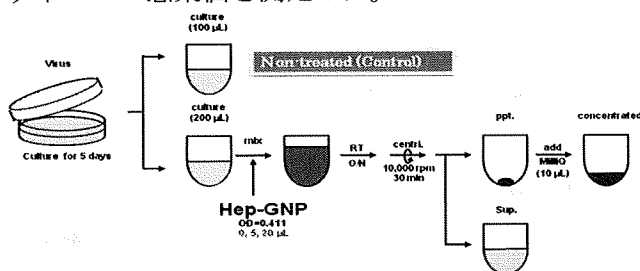 culture
(100 μL)
Virus
Non treated (Control)
culture
(200 μL)
Culture for 5 days
mix
RT
O/N
centri.
10,000 rpm
30 min
Hep-GNP
OD=0.411
0, 5, 20 μL
ppt.
add
MilliQ
(10 μL)
concentrated
Sup.